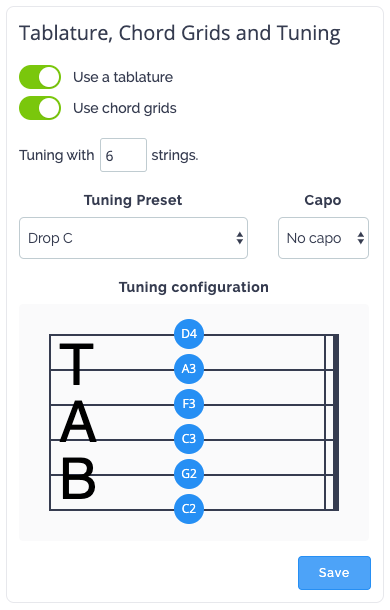 Tablature, Chord Grids and Tuning
Use a tablature
Use chord grids
Tuning with 6 strings.
Tuning Preset Capo
Drop C No capo
Tuning configuration
D4
T
A3
F3
A
C3
B
G2
C2
Save